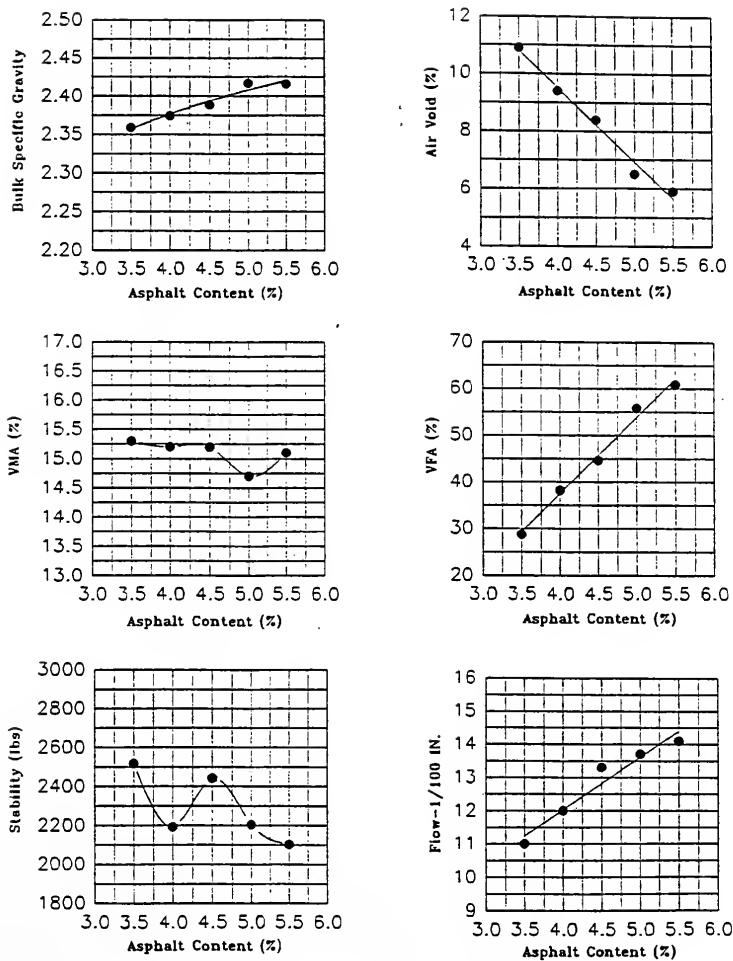 2.50
2.45
2.40
2.35
2.30
2.25
2.20
Bulk Specific Gravity
3.0 3.5 4.0 4.5 5.0 5.5 6.0
Asphalt Content (%)
12
10
8
6
4
Air Void (%)
3.0 3.5 4.0 4.5 5.0 5.5 6.0
Asphalt Content (%)
17.0
16.5
16.0
15.5
15.0
14.5
14.0
13.5
13.0
VMA (%)
3.0 3.5 4.0 4.5 5.0 5.5 6.0
Asphalt Content (%)
70
60
50
40
30
20
VFA (%)
3.0 3.5 4.0 4.5 5.0 5.5 6.0
Asphalt Content (%)
3000
2800
2600
2400
2200
2000
1800
Stability (lbs)
3.0 3.5 4.0 4.5 5.0 5.5 6.0
Asphalt Content (%)
16
15
14
13
12
11
10
9
Flow-1/100 IN.
3.0 3.5 4.0 4.5 5.0 5.5 6.0
Asphalt Content (%)